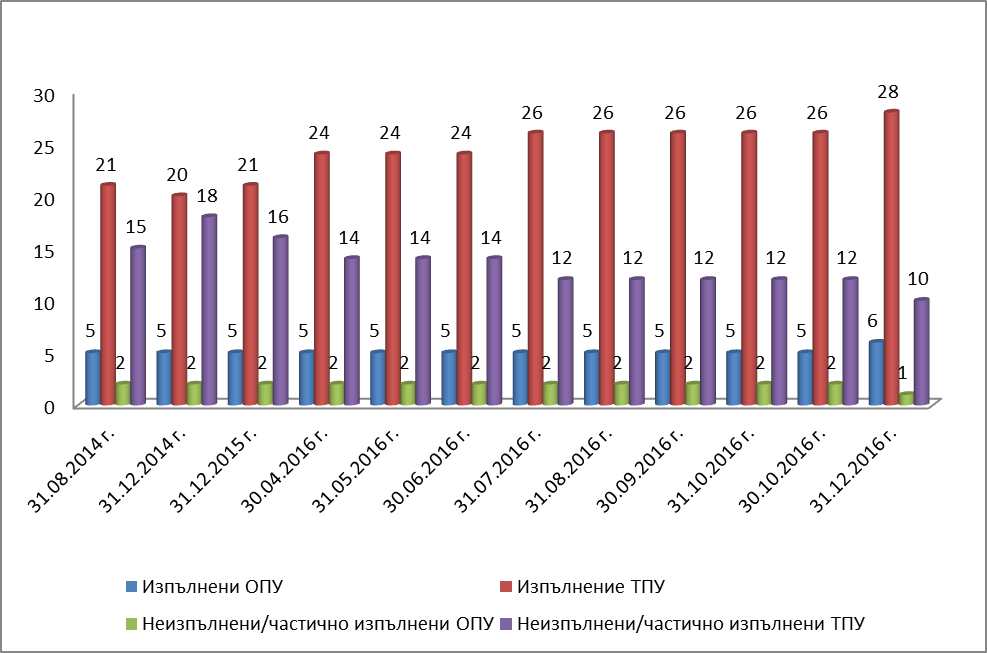 30
25
20
15
10
5
0
5 21 2 15
5 20 2 18
5 21 2 16
5 24 2 14
5 24 2 14
5 24 2 14
5 26 2 12
5 26 2 12
5 26 2 12
5 26 2 12
5 26 2 12
6 28 1 10
31.08.2014 г.
31.12.2014 г.
31.12.2015 г.
30.04.2016 г.
31.05.2016 г.
30.06.2016 г.
31.07.2016 г.
31.08.2016 г.
30.09.2016 г.
31.10.2016 г.
30.10.2016 г.
31.12.2016 г.
Изпълнени ОПУ
Изпълнение ТПУ
Неизпълнени/частично изпълнени ОПУ
Неизпълнени/частично изпълнени ТПУ